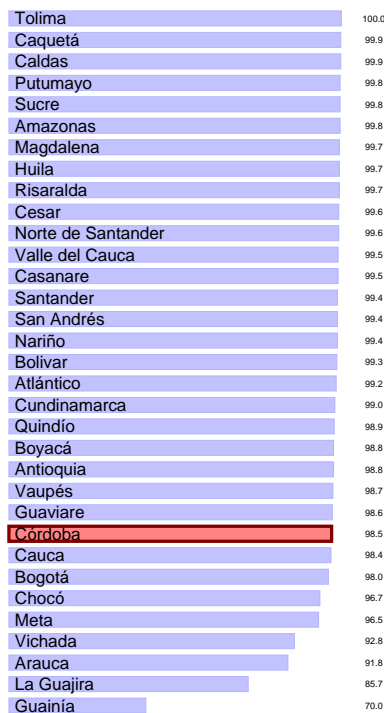 Tolima 100.0
Caquetá 99.9
Caldas 99.9
Putumayo 99.8
Sucre 99.8
Amazonas 99.8
Magdalena 99.7
Huila 99.7
Risaralda 99.7
Cesar 99.6
Norte de Santander 99.6
Valle del Cauca 99.5
Casanare 99.5
Santander 99.4
San Andrés 99.4
Nariño 99.4
Bolivar 99.3
Atlántico 99.2
Cundinamarca 99.0
Quindío 98.9
Boyacá 98.8
Antioquia 98.8
Vaupés 98.7
Guaviare 98.6
Córdoba 98.5
Cauca 98.4
Bogotá 98.0
Chocó 96.7
Meta 96.5
Vichada 92.8
Arauca 91.8
La Guajira 85.7
Guainía 70.0